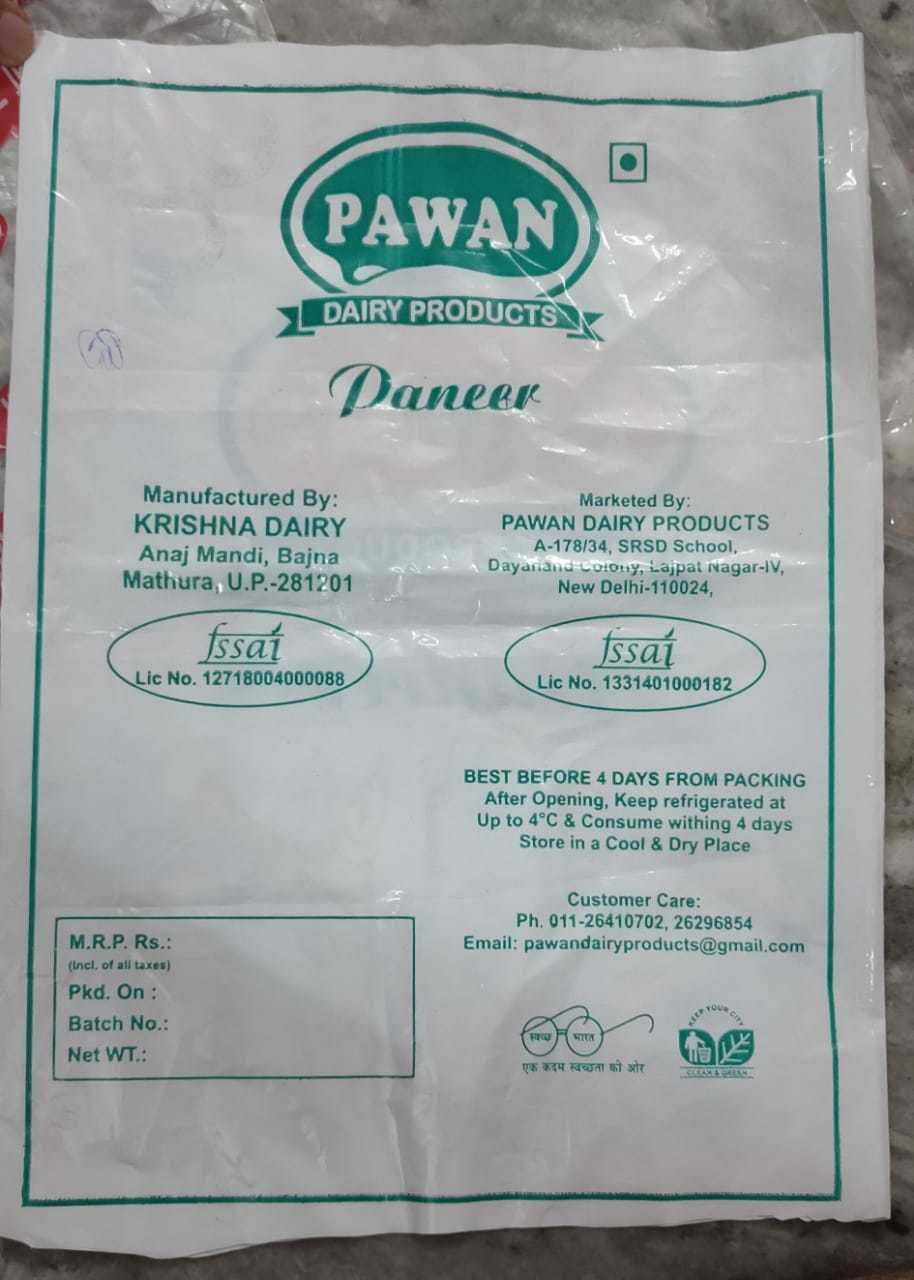 PAWAN
DAIRY PRODUCTS
Paneer
Manufactured By:
KRISHNA DAIRY
Anaj Mandi, Bajna
Mathura, U.P.-281201
fssai
Lic No. 12718004000088
Marketed By:
PAWAN DAIRY PRODUCTS
A-178/34, SRSD School,
Dayanand Colony, Lajpat Nagar-IV,
New Delhi-110024,
fssai
Lic No. 1331401000182
BEST BEFORE 4 DAYS FROM PACKING
After Opening, Keep refrigerated at
Up to 4°C & Consume withing 4 days
Store in a Cool & Dry Place
Customer Care:
Ph. 011-26410702, 26296854
Email: pawandairyproducts@gmail.com
M.R.P. Rs.:
(Incl. of all taxes)
Pkd. On :
Batch No.:
Net WT.:
स्वच्छ भारत
एक कदम स्वच्छता की ओर
KEEP YOUR CITY
CLEAN & GREEN